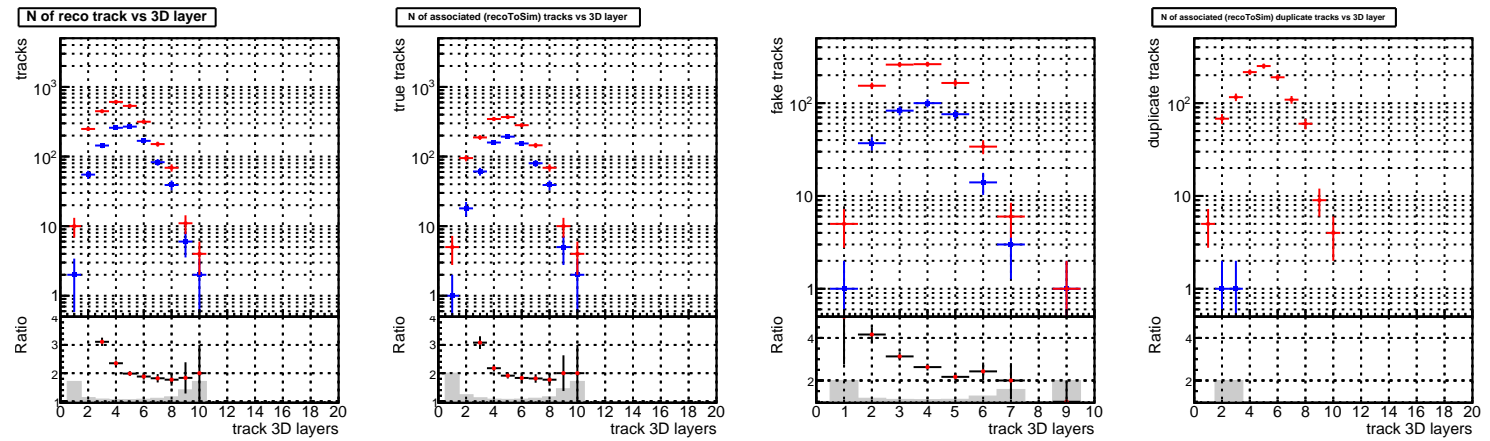 N of reco track vs 3D layer
tracks
10³
10²
10
1
Ratio
4
3
2
1
0 2 4 6 8 10 12 14 16 18 20
track 3D layers
N of associated (recoToSim) tracks vs 3D layer
true tracks
10³
10²
10
1
Ratio
4
3
2
1
0 2 4 6 8 10 12 14 16 18 20
track 3D layers
fake tracks
10²
10
1
Ratio
4
2
0 1 2 3 4 5 6 7 8 9 10
track 3D layers
N of associated (recoToSim) duplicate tracks vs 3D layer
duplicate tracks
10²
10
1
Ratio
4
2
0 2 4 6 8 10 12 14 16 18 20
track 3D layers